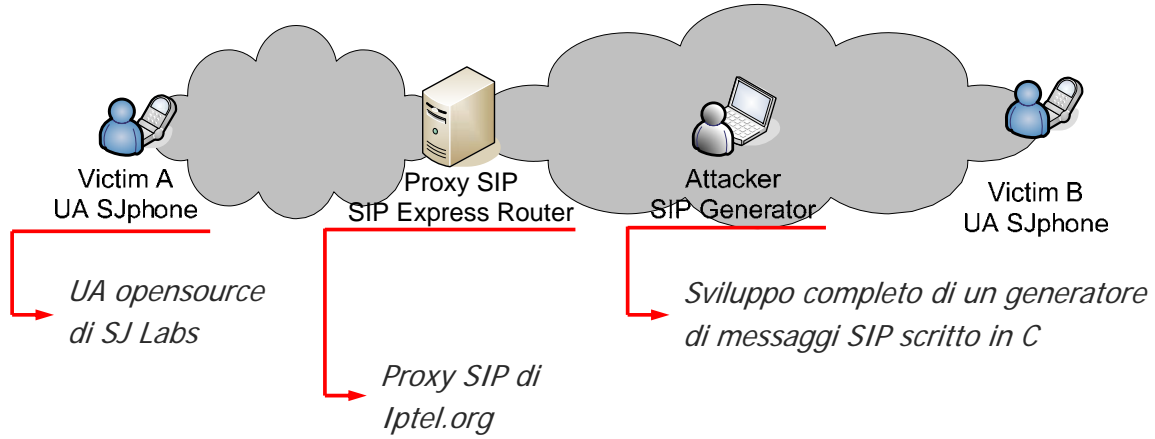 Victim A
UA SJphone
Proxy SIP
SIP Express Router
Attacker
SIP Generator
Victim B
UA SJphone
UA opensource
di SJ Labs
Proxy SIP di
Iptel.org
Sviluppo completo di un generatore
di messaggi SIP scritto in C